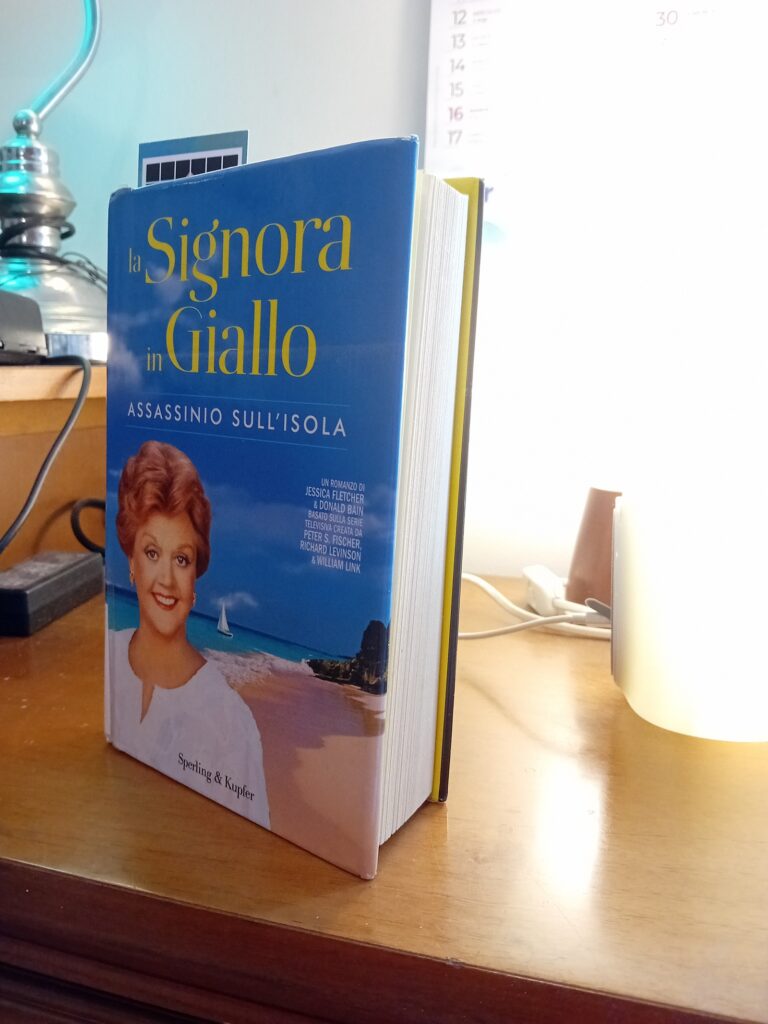 12
13
14
15
16
17
30
la Signora
in Giallo
ASSASSINIO SULL'ISOLA
UN ROMANZO DI
JESSICA FLETCHER
& DONALD BAIN
BASATO SULLA SERIE
TELEVISIVA CREATA DA
PETER S. FISCHER,
RICHARD LEVINSON
& WILLIAM LINK
Sperling & Kupfer